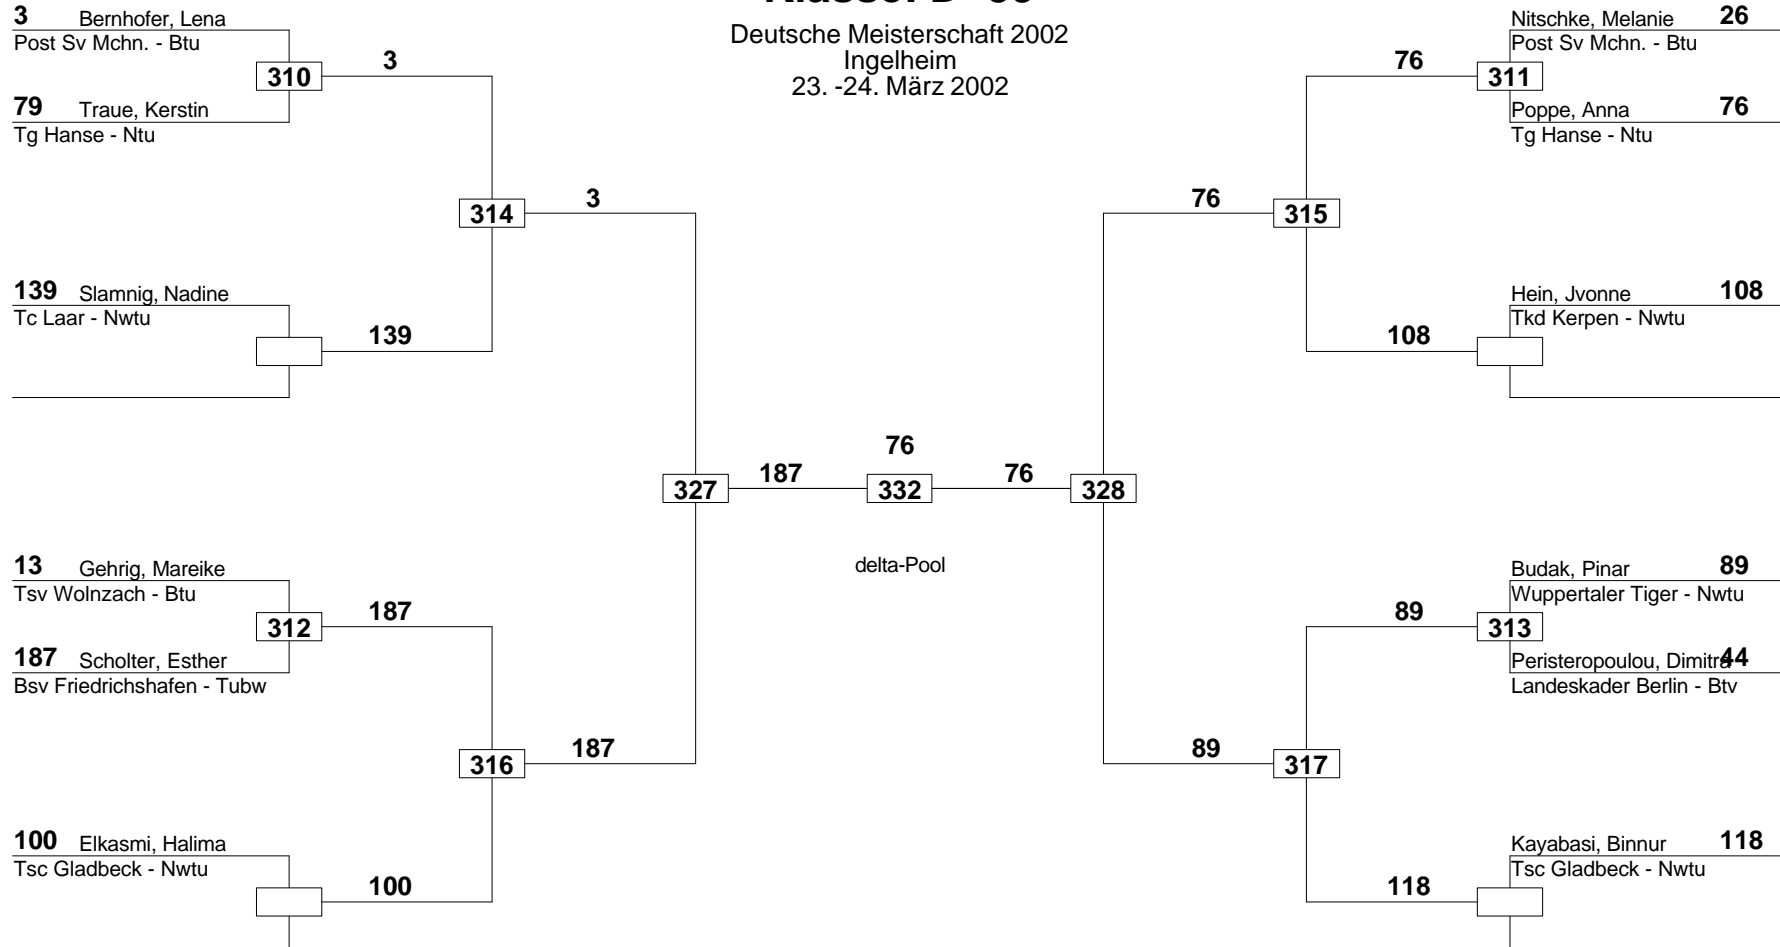 Deutsche Meisterschaft 2002
Ingelheim
23. -24. März 2002
3 Bernhofer, Lena
Post Sv Mchn. - Btu
310
3
79 Traue, Kerstin
Tg Hanse - Ntu
314
3
139 Slamnig, Nadine
Tc Laar - Nwtu
139
327
187
13 Gehrig, Mareike
Tsv Wolnzach - Btu
312
187
187 Scholter, Esther
Bsv Friedrichshafen - Tubw
316
187
100 Elkasmi, Halima
Tsc Gladbeck - Nwtu
100
76
332
delta-Pool
Nitschke, Melanie 26
Post Sv Mchn. - Btu
76
311
Poppe, Anna 76
Tg Hanse - Ntu
76
315
Hein, Jvonne 108
Tkd Kerpen - Nwtu
108
76
328
Budak, Pinar 89
Wuppertaler Tiger - Nwtu
89
313
Peristeropoulou, Dimitra 44
Landeskader Berlin - Btv
89
317
Kayabasi, Binnur 118
Tsc Gladbeck - Nwtu
118